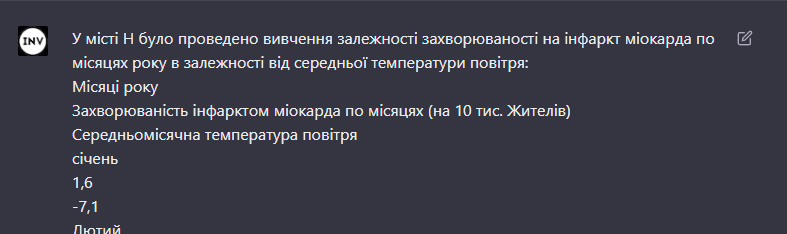 INV
У місті Н було проведено вивчення залежності захворюваності на інфаркт міокарда по
місяцях року в залежності від середньої температури повітря:
Місяці року
Захворюваність інфарктом міокарда по місяцях (на 10 тис. Жителів)
Середньомісячна температура повітря
січень
1,6
-7,1
Лютий